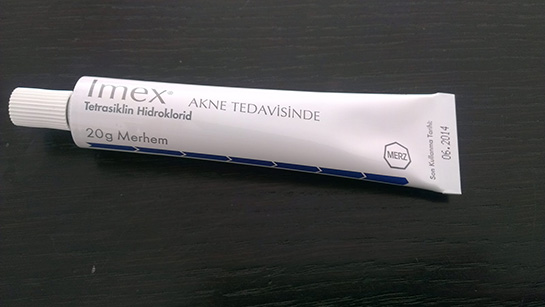 Imex®
Tetrasiklin Hidroklorid
AKNE TEDAVİSİNDE
20g Merhem
MERZ
Son Kullanma Tarihi:
06.2014